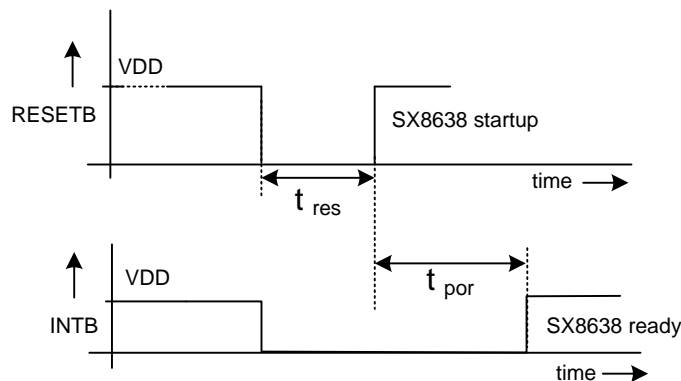 VDD
RESETB
SX8638 startup
time
t res
VDD
t por
INTB
SX8638 ready
time